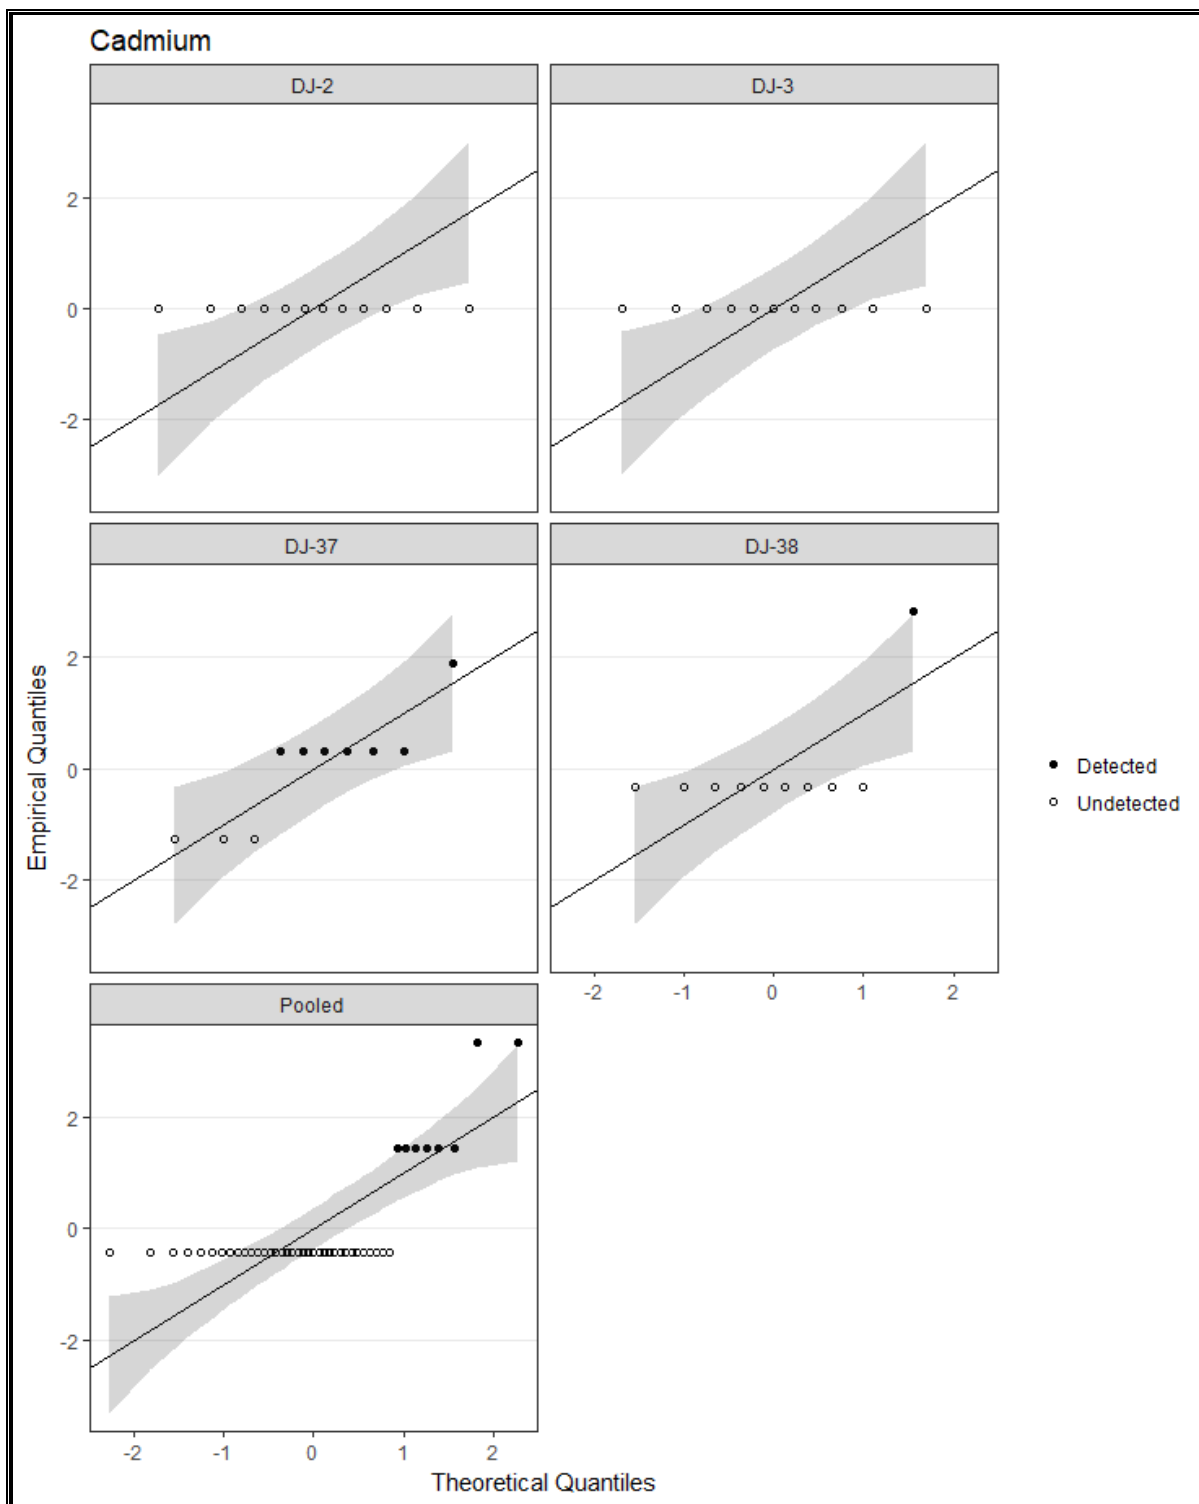 Cadmium
DJ-2
DJ-3
2
0
-2
DJ-37
DJ-38
2
0
-2
-2 -1 0 1 2
Pooled
2
0
-2
-2 -1 0 1 2
Empirical Quantiles
Theoretical Quantiles
Detected
Undetected